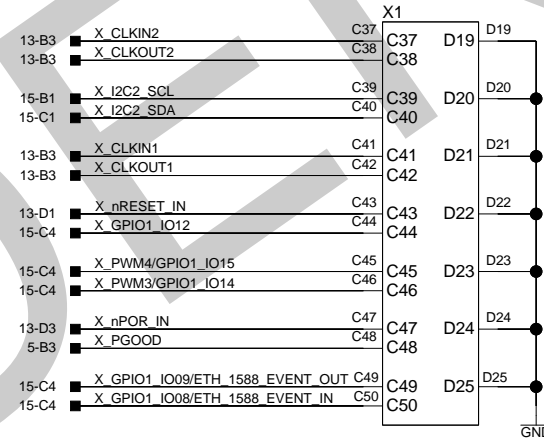 X1
13-B3 X_CLKIN2 C37 C37 D19 D19
13-B3 X_CLKOUT2 C38 C38
15-B1 X_I2C2_SCL C39 C39 D20 D20
15-C1 X_I2C2_SDA C40 C40
13-B3 X_CLKIN1 C41 C41 D21 D21
13-B3 X_CLKOUT1 C42 C42
13-D1 X_nRESET_IN C43 C43 D22 D22
15-C4 X_GPIO1_IO12 C44 C44
15-C4 X_PWM4/GPIO1_IO15 C45 C45 D23 D23
15-C4 X_PWM3/GPIO1_IO14 C46 C46
13-D3 X_nPOR_IN C47 C47 D24 D24
5-B3 X_PGOOD C48 C48
15-C4 X_GPIO1_IO09/ETH_1588_EVENT_OUT C49 C49 D25 D25
15-C4 X_GPIO1_IO08/ETH_1588_EVENT_IN C50 C50
GND